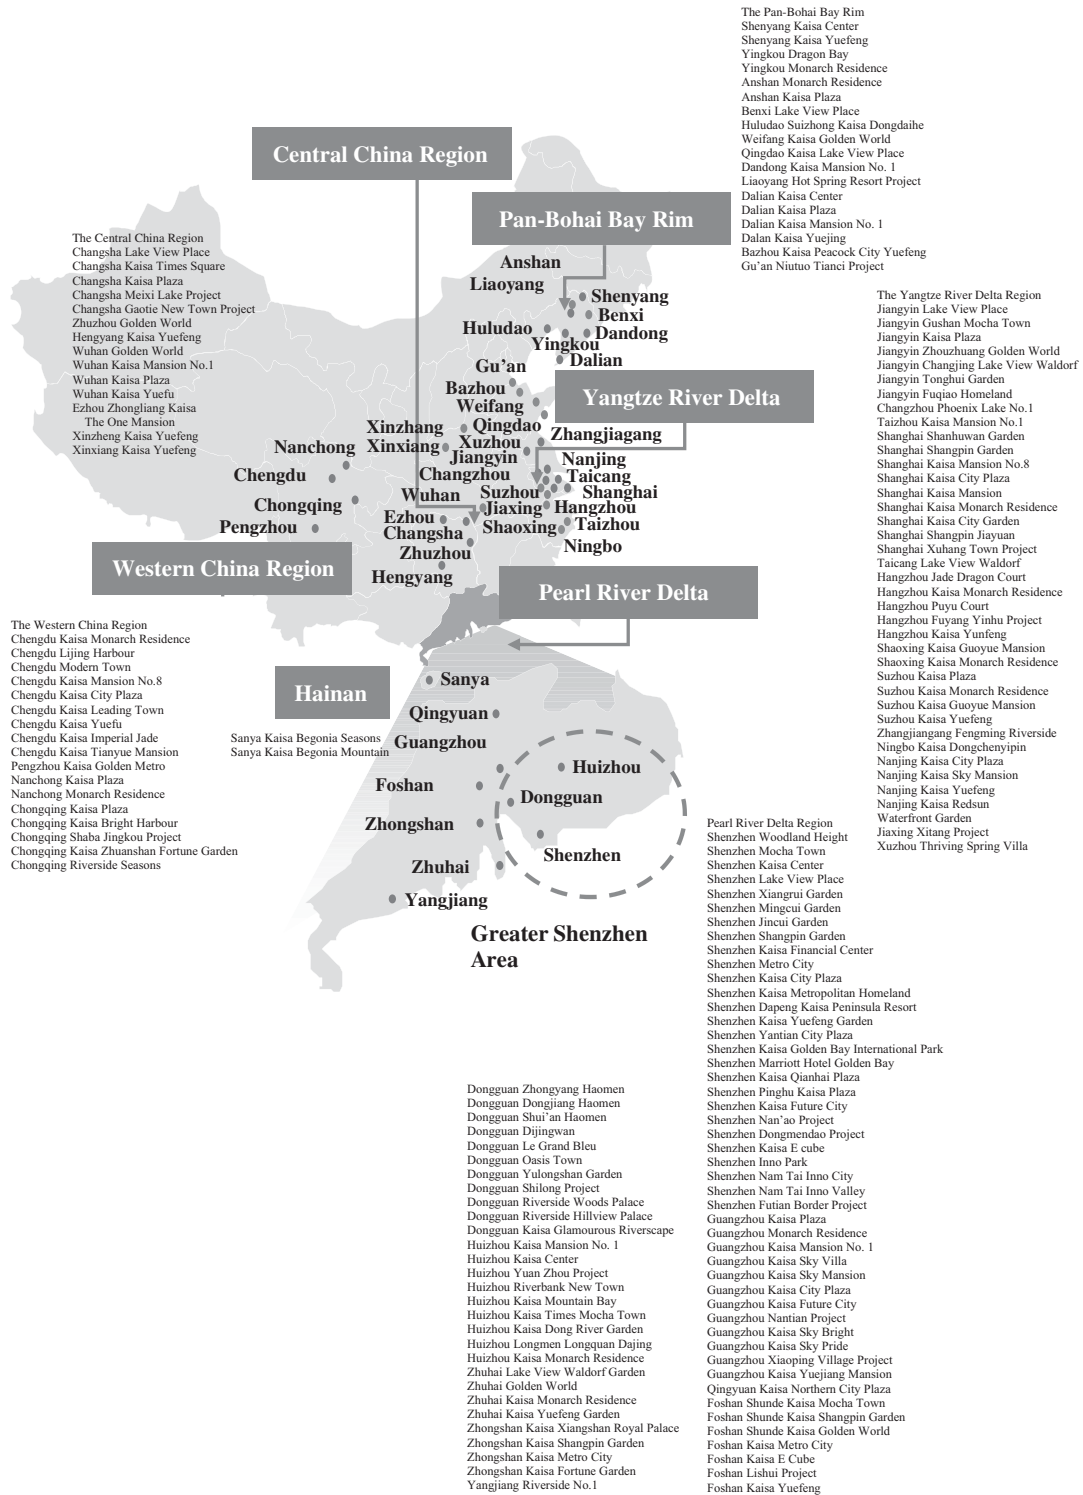 The Pan-Bohai Bay Rim
Shenyang Kaisa Center
Shenyang Kaisa Yuefeng
Yingkou Dragon Bay
Yingkou Monarch Residence
Anshan Monarch Residence
Anshan Kaisa Plaza
Benxi Lake View Place
Huludao Suizhong Kaisa Dongdaihe
Weifang Kaisa Golden World
Qingdao Kaisa Lake View Place
Dandong Kaisa Mansion No. 1
Liaoyang Hot Spring Resort Project
Dalian Kaisa Center
Dalian Kaisa Plaza
Dalian Kaisa Mansion No. 1
Dalan Kaisa Yuejing
Bazhou Kaisa Peacock City Yuefeng
Gu'an Niutuo Tianci Project
Central China Region
Pan-Bohai Bay Rim
The Central China Region
Changsha Lake View Place
Changsha Kaisa Times Square
Changsha Kaisa Plaza
Changsha Meixi Lake Project
Changsha Gaotie New Town Project
Zhuzhou Golden World
Hengyang Kaisa Yuefeng
Wuhan Golden World
Wuhan Kaisa Mansion No.1
Wuhan Kaisa Plaza
Wuhan Kaisa Yuefu
Ezhou Zhongliang Kaisa
The One Mansion
Xinzheng Kaisa Yuefeng
Xinxiang Kaisa Yuefeng
Anshan
Liaoyang
Shenyang
Benxi
Huludao
Dandong
Yingkou
Dalian
Gu'an
Bazhou
Weifang
Yangtze River Delta
Xinzhang
Qingdao
Zhangjiagang
Nanchong
Xinxiang
Xuzhou
Jiangyin
Nanjing
Chengdu
Changzhou
Taicang
Wuhan
Suzhou
Shanghai
Chongqing
Jiaxing
Hangzhou
Pengzhou
Ezhou
Changsha
Shaoxing
Taizhou
Zhuzhou
Ningbo
Western China Region
Hengyang
Pearl River Delta
The Yangtze River Delta Region
Jiangyin Lake View Place
Jiangyin Gushan Mocha Town
Jiangyin Kaisa Plaza
Jiangyin Zhouzhuang Golden World
Jiangyin Changjing Lake View Waldorf
Jiangyin Tonghui Garden
Jiangyin Fuqiao Homeland
Changzhou Phoenix Lake No.1
Taizhou Kaisa Mansion No.1
Shanghai Shanhuwan Garden
Shanghai Shangpin Garden
Shanghai Kaisa Mansion No.8
Shanghai Kaisa City Plaza
Shanghai Kaisa Mansion
Shanghai Kaisa Monarch Residence
Shanghai Kaisa City Garden
Shanghai Shangpin Jiayuan
Shanghai Xuhang Town Project
Taicang Lake View Waldorf
Hangzhou Jade Dragon Court
Hangzhou Kaisa Monarch Residence
Hangzhou Puyu Court
Hangzhou Fuyang Yinhu Project
Hangzhou Kaisa Yunfeng
Shaoxing Kaisa Guoyue Mansion
Shaoxing Kaisa Monarch Residence
Suzhou Kaisa Plaza
Suzhou Kaisa Monarch Residence
Suzhou Kaisa Guoyue Mansion
Suzhou Kaisa Yuefeng
Zhangjiangang Fengming Riverside
Ningbo Kaisa Dongchenyipin
Nanjing Kaisa City Plaza
Nanjing Kaisa Sky Mansion
Nanjing Kaisa Yuefeng
Nanjing Kaisa Redsun
Waterfront Garden
Jiaxing Xitang Project
Xuzhou Thriving Spring Villa
The Western China Region
Chengdu Kaisa Monarch Residence
Chengdu Lijing Harbour
Chengdu Modern Town
Chengdu Kaisa Mansion No.8
Chengdu Kaisa City Plaza
Chengdu Kaisa Leading Town
Chengdu Kaisa Yuefu
Chengdu Kaisa Imperial Jade
Chengdu Kaisa Tianyue Mansion
Pengzhou Kaisa Golden Metro
Nanchong Kaisa Plaza
Nanchong Monarch Residence
Chongqing Kaisa Plaza
Chongqing Kaisa Bright Harbour
Chongqing Shaba Jingkou Project
Chongqing Kaisa Zhuanshan Fortune Garden
Chongqing Riverside Seasons
Hainan
Sanya Kaisa Begonia Seasons
Sanya Kaisa Begonia Mountain
Sanya
Qingyuan
Guangzhou
Huizhou
Foshan
Dongguan
Zhongshan
Shenzhen
Zhuhai
Yangjiang
Greater Shenzhen
Area
Pearl River Delta Region
Shenzhen Woodland Height
Shenzhen Mocha Town
Shenzhen Kaisa Center
Shenzhen Lake View Place
Shenzhen Xiangrui Garden
Shenzhen Mingcui Garden
Shenzhen Jincui Garden
Shenzhen Shangpin Garden
Shenzhen Kaisa Financial Center
Shenzhen Metro City
Shenzhen Kaisa City Plaza
Shenzhen Kaisa Metropolitan Homeland
Shenzhen Dapeng Kaisa Peninsula Resort
Shenzhen Kaisa Yuefeng Garden
Shenzhen Yantian City Plaza
Shenzhen Kaisa Golden Bay International Park
Shenzhen Marriott Hotel Golden Bay
Shenzhen Kaisa Qianhai Plaza
Shenzhen Pinghu Kaisa Plaza
Shenzhen Kaisa Future City
Shenzhen Nan'ao Project
Shenzhen Dongmendao Project
Shenzhen Kaisa E cube
Shenzhen Inno Park
Shenzhen Nam Tai Inno City
Shenzhen Nam Tai Inno Valley
Shenzhen Futian Border Project
Guangzhou Kaisa Plaza
Guangzhou Monarch Residence
Guangzhou Kaisa Mansion No. 1
Guangzhou Kaisa Sky Villa
Guangzhou Kaisa Sky Mansion
Guangzhou Kaisa City Plaza
Guangzhou Kaisa Future City
Guangzhou Nantian Project
Guangzhou Kaisa Sky Bright
Guangzhou Kaisa Sky Pride
Guangzhou Xiaoping Village Project
Guangzhou Kaisa Yuejiang Mansion
Qingyuan Kaisa Northern City Plaza
Foshan Shunde Kaisa Mocha Town
Foshan Shunde Kaisa Shangpin Garden
Foshan Shunde Kaisa Golden World
Foshan Kaisa Metro City
Foshan Kaisa E Cube
Foshan Lishui Project
Foshan Kaisa Yuefeng
Dongguan Zhongyang Haomen
Dongguan Dongjiang Haomen
Dongguan Shui'an Haomen
Dongguan Dijingwan
Dongguan Le Grand Bleu
Dongguan Oasis Town
Dongguan Yulongshan Garden
Dongguan Shilong Project
Dongguan Riverside Woods Palace
Dongguan Riverside Hillview Palace
Dongguan Kaisa Glamourous Riverscape
Huizhou Kaisa Mansion No. 1
Huizhou Kaisa Center
Huizhou Yuan Zhou Project
Huizhou Riverbank New Town
Huizhou Kaisa Mountain Bay
Huizhou Kaisa Times Mocha Town
Huizhou Kaisa Dong River Garden
Huizhou Longmen Longquan Dajing
Huizhou Kaisa Monarch Residence
Zhuhai Lake View Waldorf Garden
Zhuhai Golden World
Zhuhai Kaisa Monarch Residence
Zhuhai Kaisa Yuefeng Garden
Zhongshan Kaisa Xiangshan Royal Palace
Zhongshan Kaisa Shangpin Garden
Zhongshan Kaisa Metro City
Zhongshan Kaisa Fortune Garden
Yangjiang Riverside No.1